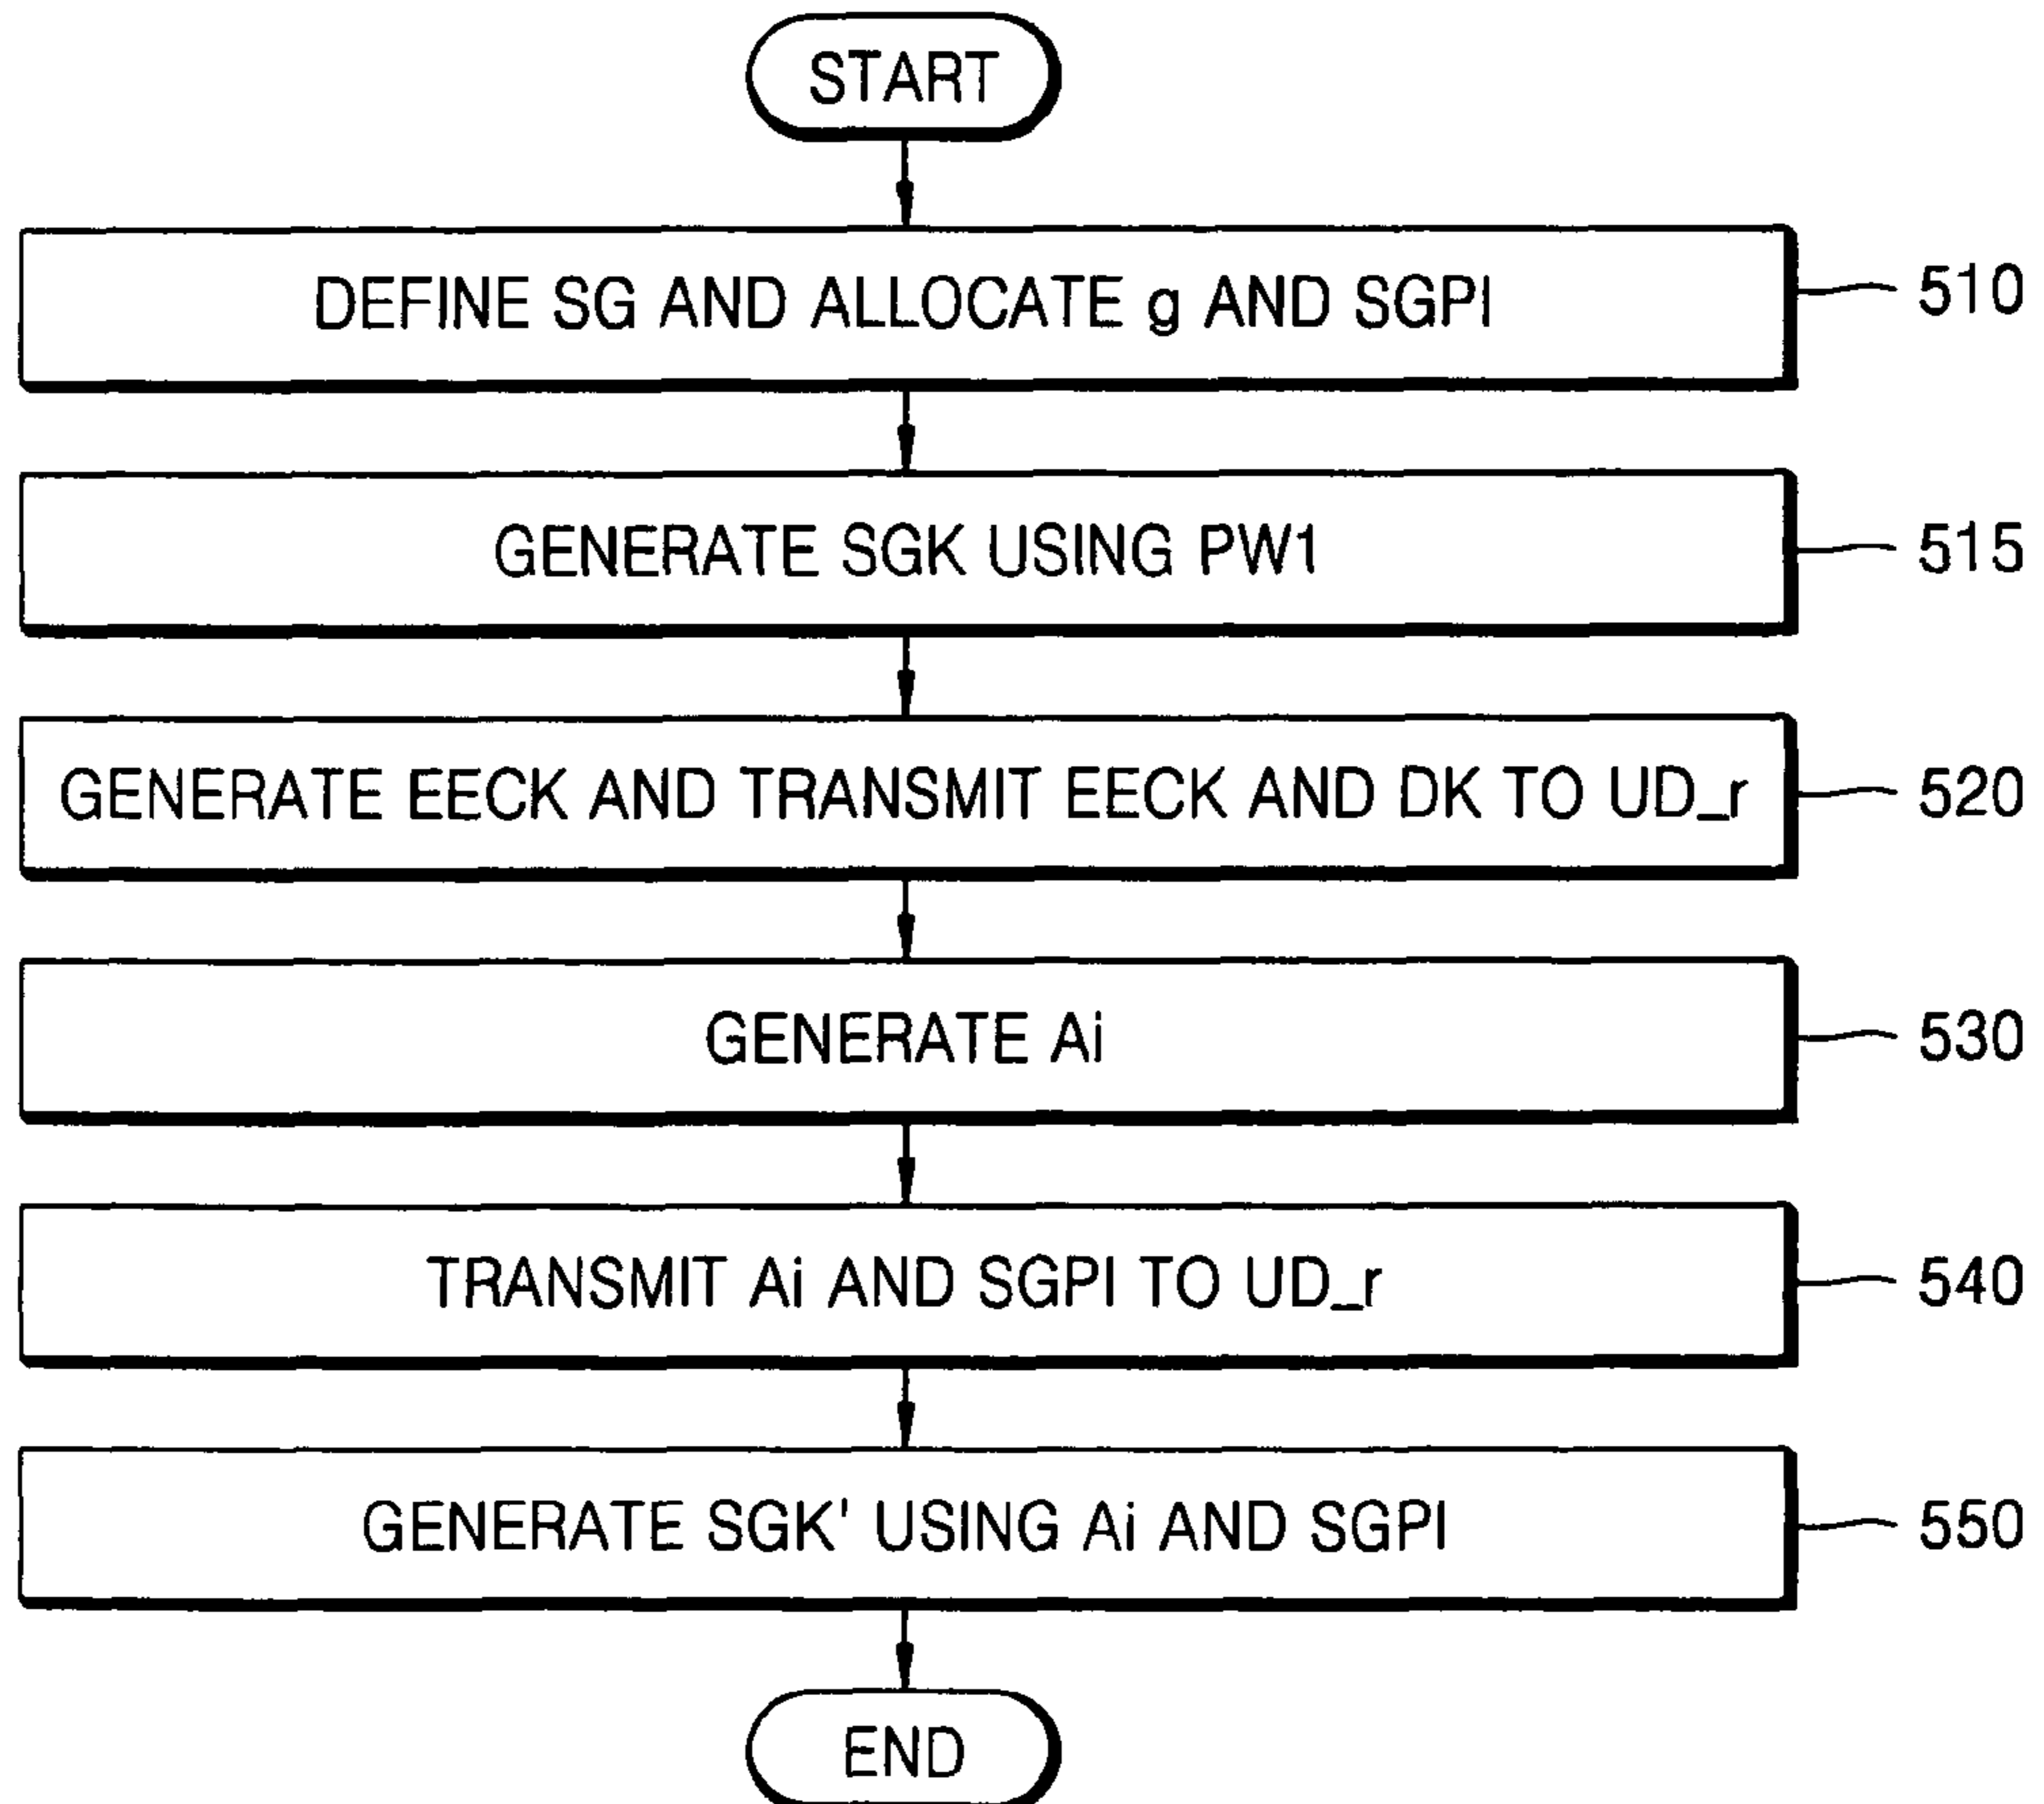 START
DEFINE SG AND ALLOCATE g AND SGPI
510
GENERATE SGK USING PW1
515
GENERATE EECK AND TRANSMIT EECK AND DK TO UD_r
520
GENERATE Ai
530
TRANSMIT Ai AND SGPI TO UD_r
540
GENERATE SGK' USING Ai AND SGPI
550
END